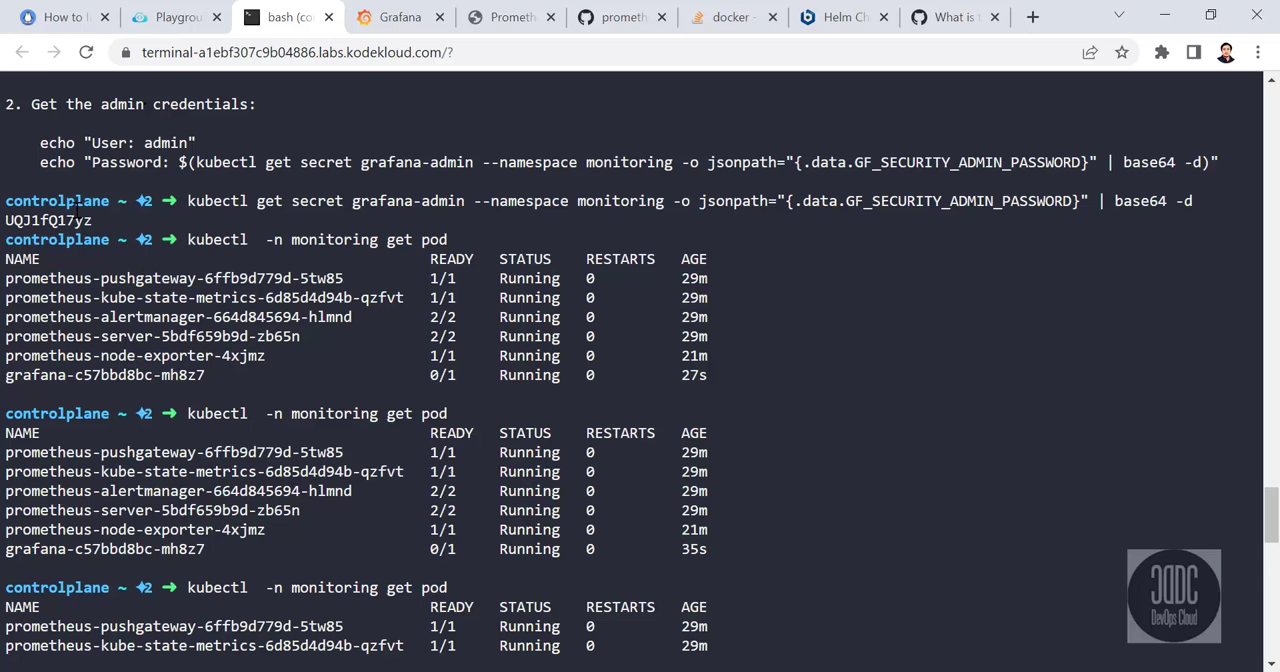 How to i
Playgrou
bash (co
Grafana
Prometh
prometh
docker -
Helm Ch
What is t
terminal-a1ebf307c9b04886.labs.kodekloud.com/?
2. Get the admin credentials:
echo "User: admin"
echo "Password: $(kubectl get secret grafana-admin --namespace monitoring -o jsonpath="{.data.GF_SECURITY_ADMIN_PASSWORD}" | base64 -d)"
controlplane ~ ✦2 ➜ kubectl get secret grafana-admin --namespace monitoring -o jsonpath="{.data.GF_SECURITY_ADMIN_PASSWORD}" | base64 -d
UQJ1fQ17yz
controlplane ~ ✦2 ➜ kubectl  -n monitoring get pod
NAME READY STATUS RESTARTS AGE
prometheus-pushgateway-6ffb9d779d-5tw85 1/1 Running 0 29m
prometheus-kube-state-metrics-6d85d4d94b-qzfvt 1/1 Running 0 29m
prometheus-alertmanager-664d845694-hlmnd 2/2 Running 0 29m
prometheus-server-5bdf659b9d-zb65n 2/2 Running 0 29m
prometheus-node-exporter-4xjmz 1/1 Running 0 21m
grafana-c57bbd8bc-mh8z7 0/1 Running 0 27s
controlplane ~ ✦2 ➜ kubectl  -n monitoring get pod
NAME READY STATUS RESTARTS AGE
prometheus-pushgateway-6ffb9d779d-5tw85 1/1 Running 0 29m
prometheus-kube-state-metrics-6d85d4d94b-qzfvt 1/1 Running 0 29m
prometheus-alertmanager-664d845694-hlmnd 2/2 Running 0 29m
prometheus-server-5bdf659b9d-zb65n 2/2 Running 0 29m
prometheus-node-exporter-4xjmz 1/1 Running 0 21m
grafana-c57bbd8bc-mh8z7 0/1 Running 0 35s
controlplane ~ ✦2 ➜ kubectl  -n monitoring get pod
NAME READY STATUS RESTARTS AGE
prometheus-pushgateway-6ffb9d779d-5tw85 1/1 Running 0 29m
prometheus-kube-state-metrics-6d85d4d94b-qzfvt 1/1 Running 0 29m
DevOps Cloud